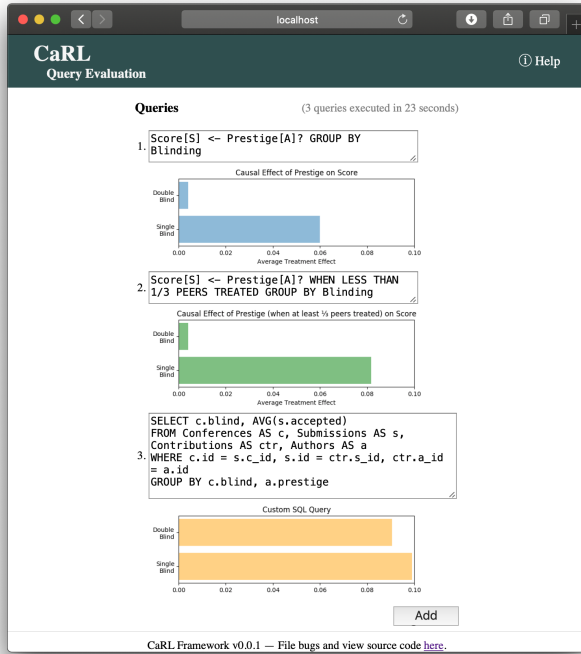 localhost
CaRL
Query Evaluation
Help
Queries
(3 queries executed in 23 seconds)
1.
Score[S] <- Prestige[A]? GROUP BY
Blinding
Causal Effect of Prestige on Score
Double
Blind
Single
Blind
0.00 0.02 0.04 0.06 0.08 0.10
Average Treatment Effect
2.
Score[S] <- Prestige[A]? WHEN LESS THAN
1/3 PEERS TREATED GROUP BY Blinding
Causal Effect of Prestige (when at least ⅓ peers treated) on Score
Double
Blind
Single
Blind
0.00 0.02 0.04 0.06 0.08 0.10
Average Treatment Effect
3.
SELECT c.blind, AVG(s.accepted)
FROM Conferences AS c, Submissions AS s,
Contributions AS ctr, Authors AS a
WHERE c.id = s.c_id, s.id = ctr.s_id, ctr.a_id
= a.id
GROUP BY c.blind, a.prestige
Custom SQL Query
Double
Blind
Single
Blind
0.00 0.02 0.04 0.06 0.08 0.10
Add
CaRL Framework v0.0.1 — File bugs and view source code here.